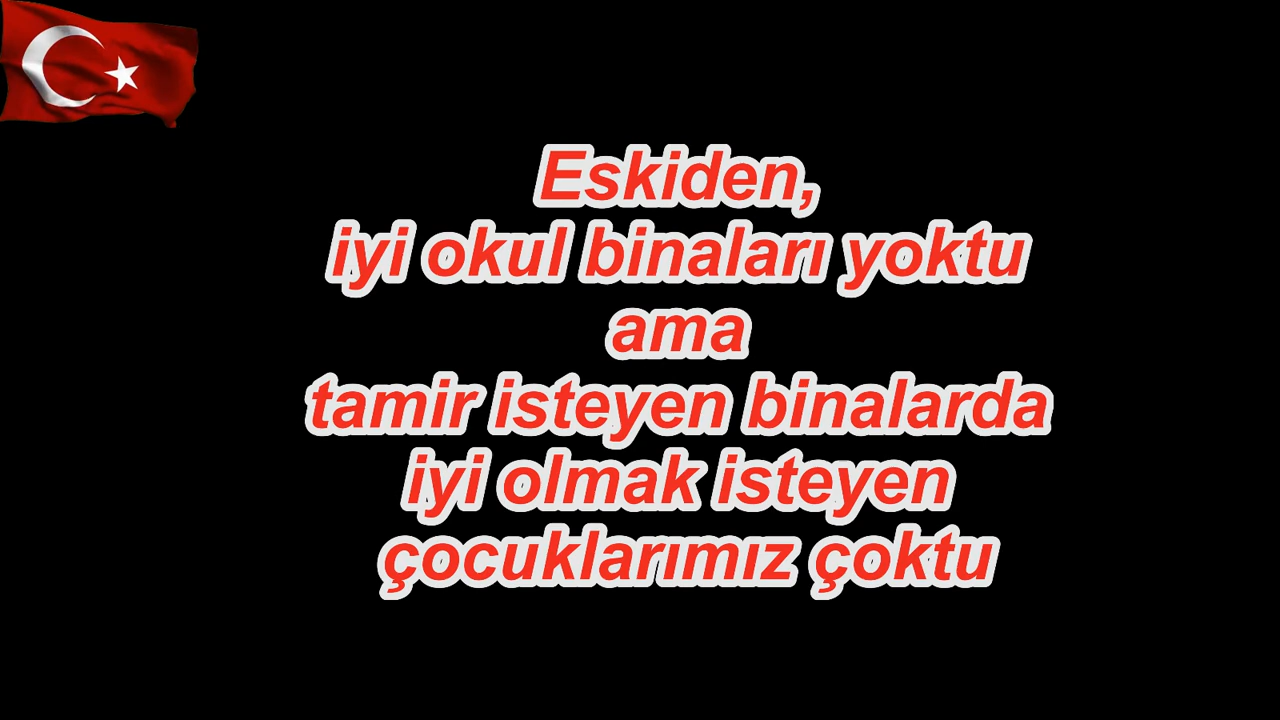 Eskiden,
iyi okul binaları yoktu
ama
tamir isteyen binalarda
iyi olmak isteyen
çocuklarımız çoktu